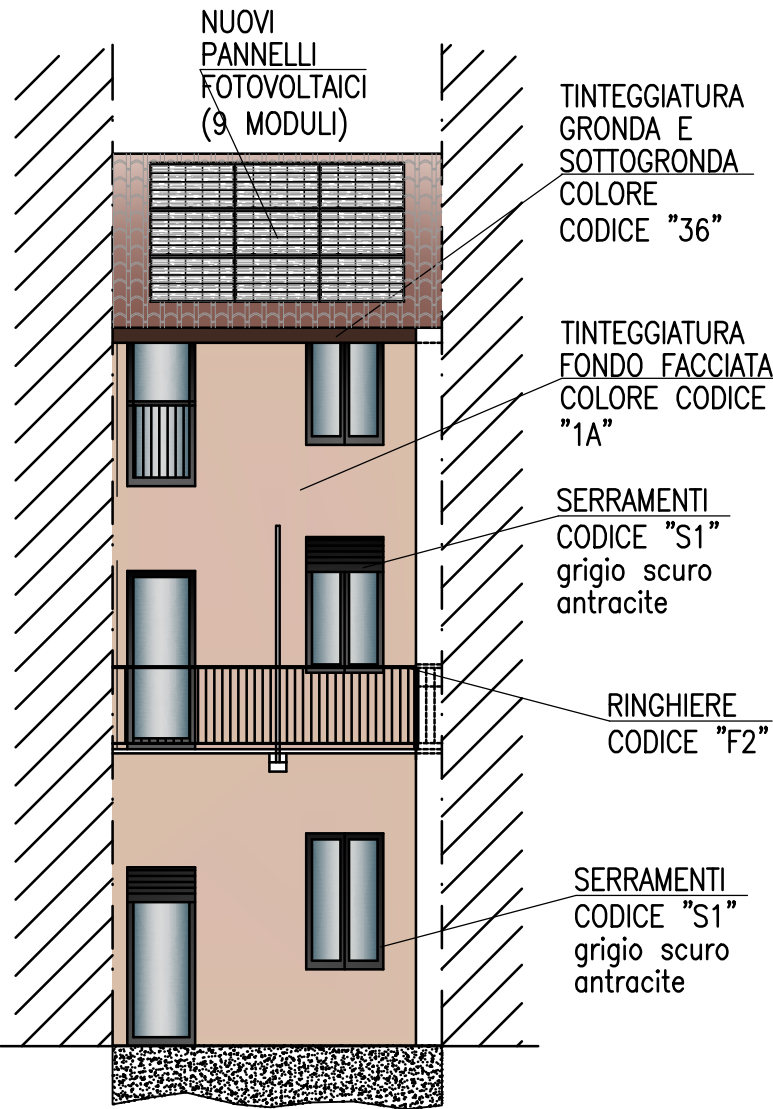 NUOVI
PANNELLI
FOTOVOLTAICI
(9 MODULI)
TINTEGGIATURA
GRONDA E
SOTTOGRONDA
COLORE
CODICE "36"
TINTEGGIATURA
FONDO FACCIATA
COLORE CODICE
"1A"
SERRAMENTI
CODICE "S1"
grigio scuro
antracite
RINGHIERE
CODICE "F2"
SERRAMENTI
CODICE "S1"
grigio scuro
antracite